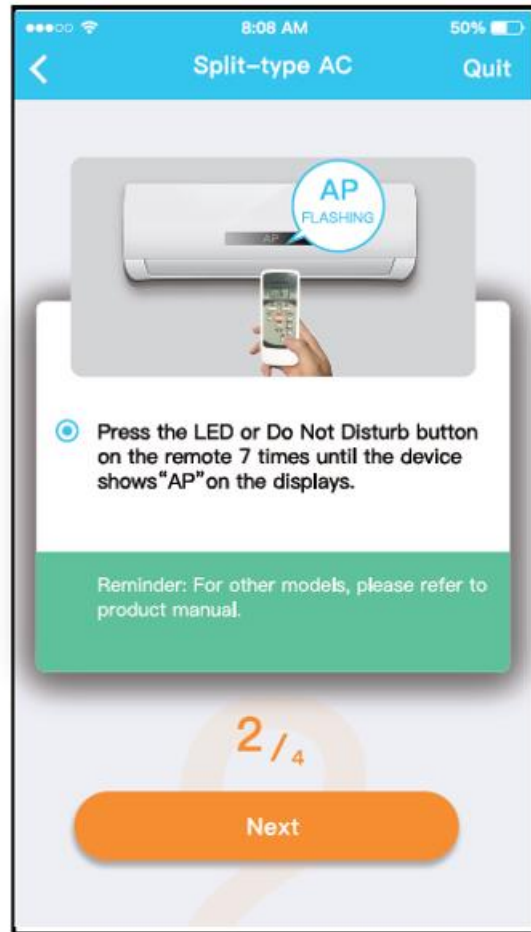 8:08 AM
50%
Split-type AC
Quit
AP
FLASHING
AP
Press the LED or Do Not Disturb button
on the remote 7 times until the device
shows“AP”on the displays.
Reminder: For other models, please refer to
product manual.
2/4
Next